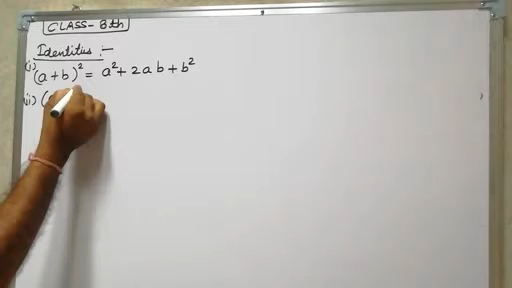 CLASS-8th
Identities :-
(i) (a+b)² = a²+2ab+b²
(ii) (